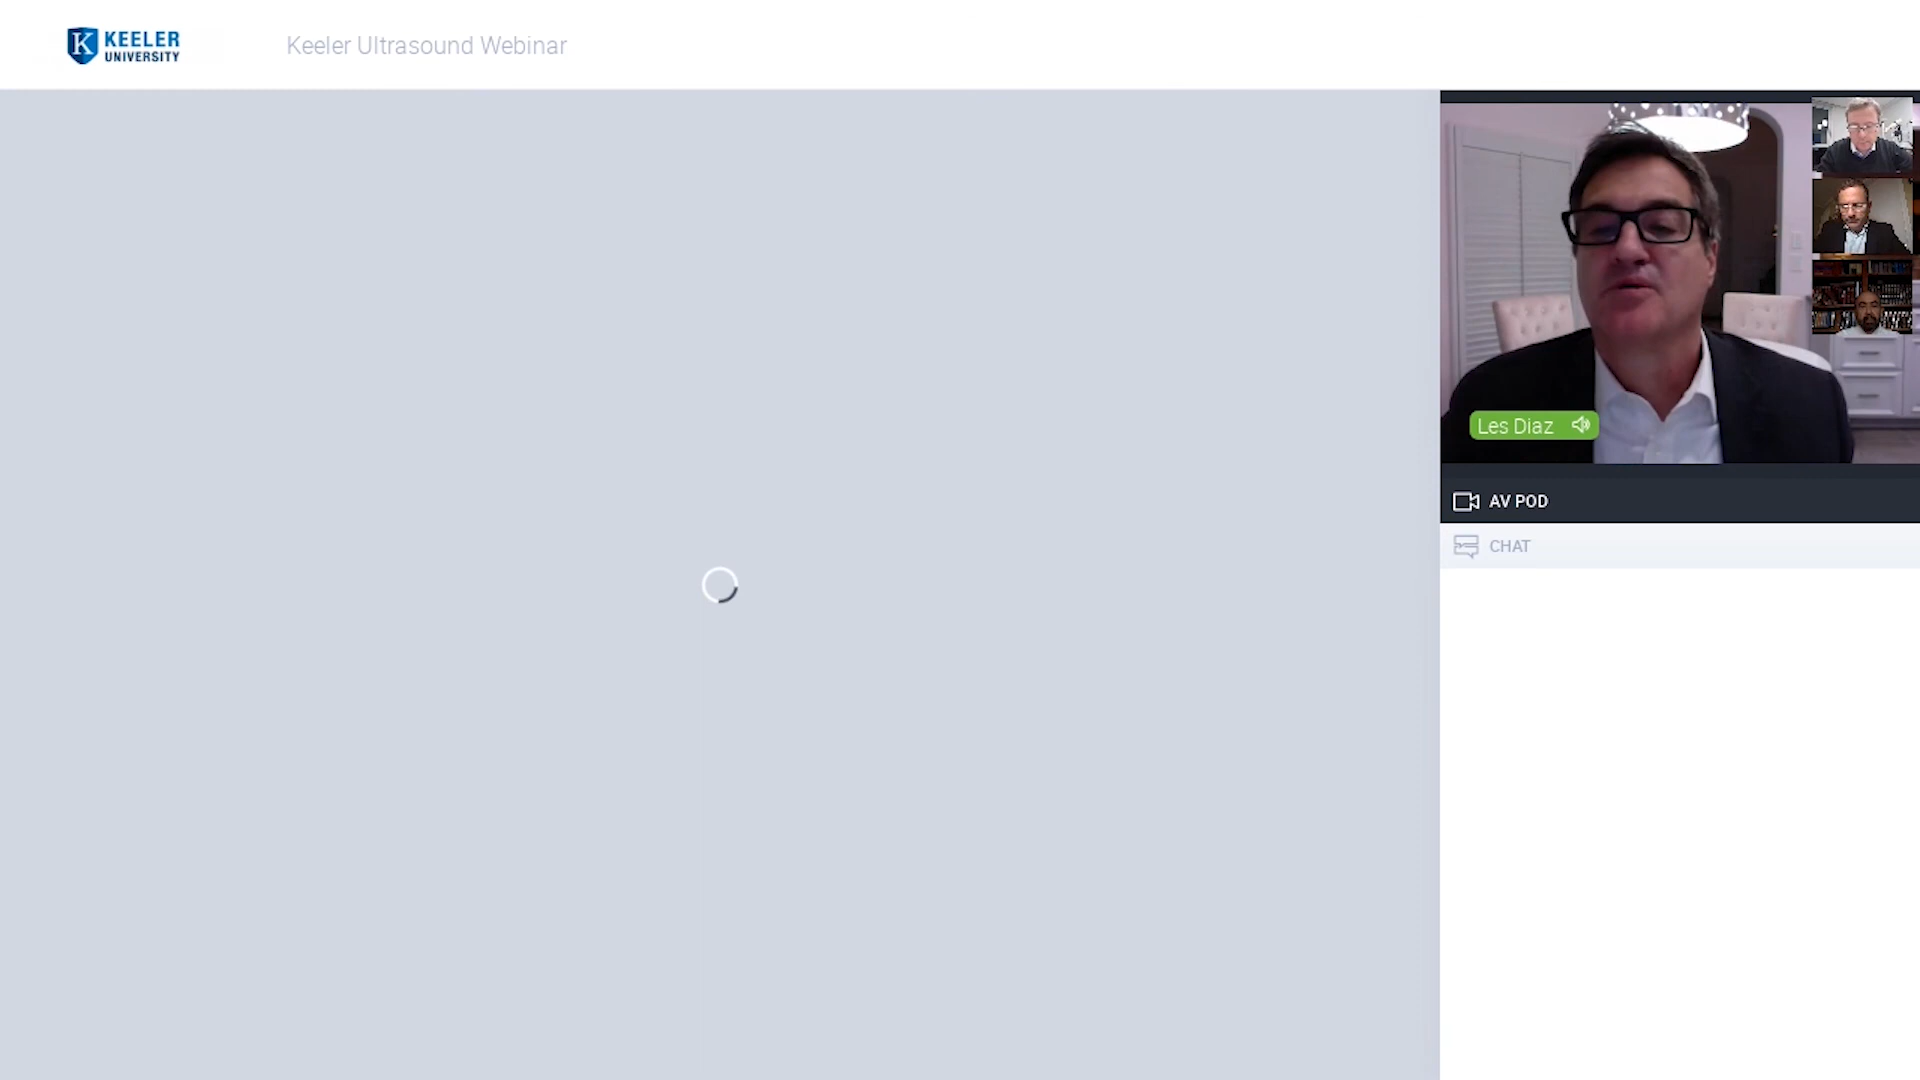 KEELER
UNIVERSITY
Keeler Ultrasound Webinar
Les Diaz
AV POD
CHAT